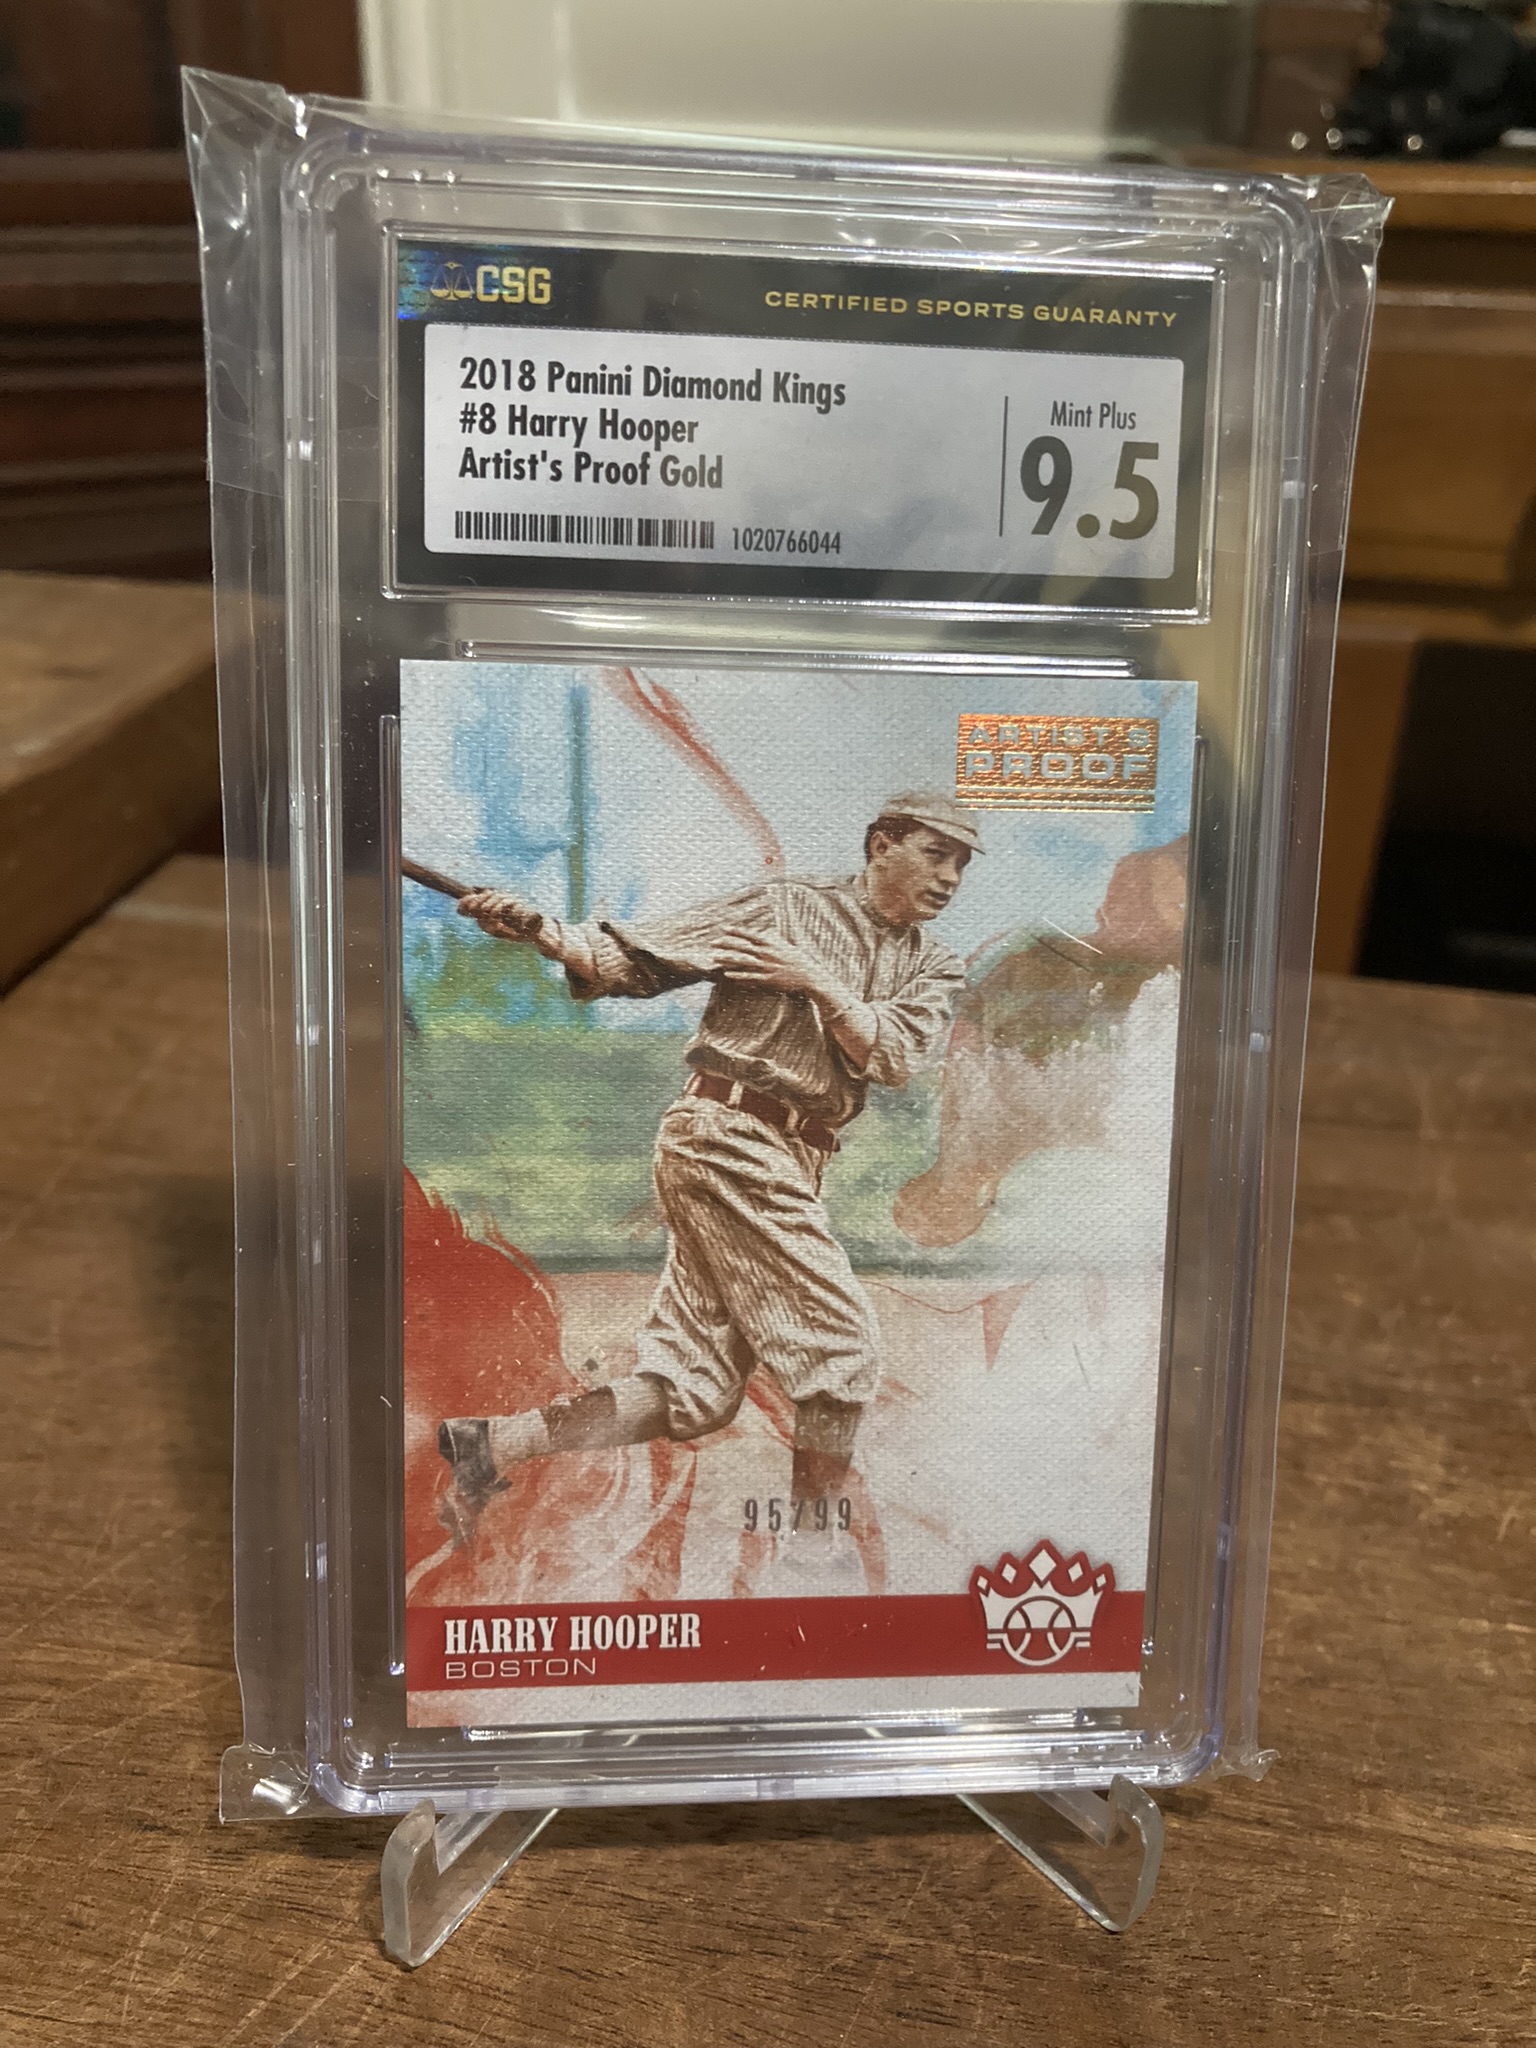 CSG
CERTIFIED SPORTS GUARANTY
2018 Panini Diamond Kings
#8 Harry Hooper
Artist's Proof Gold
1020766044
Mint Plus
9.5
ARTIST'S
PROOF
95/99
HARRY HOOPER
BOSTON